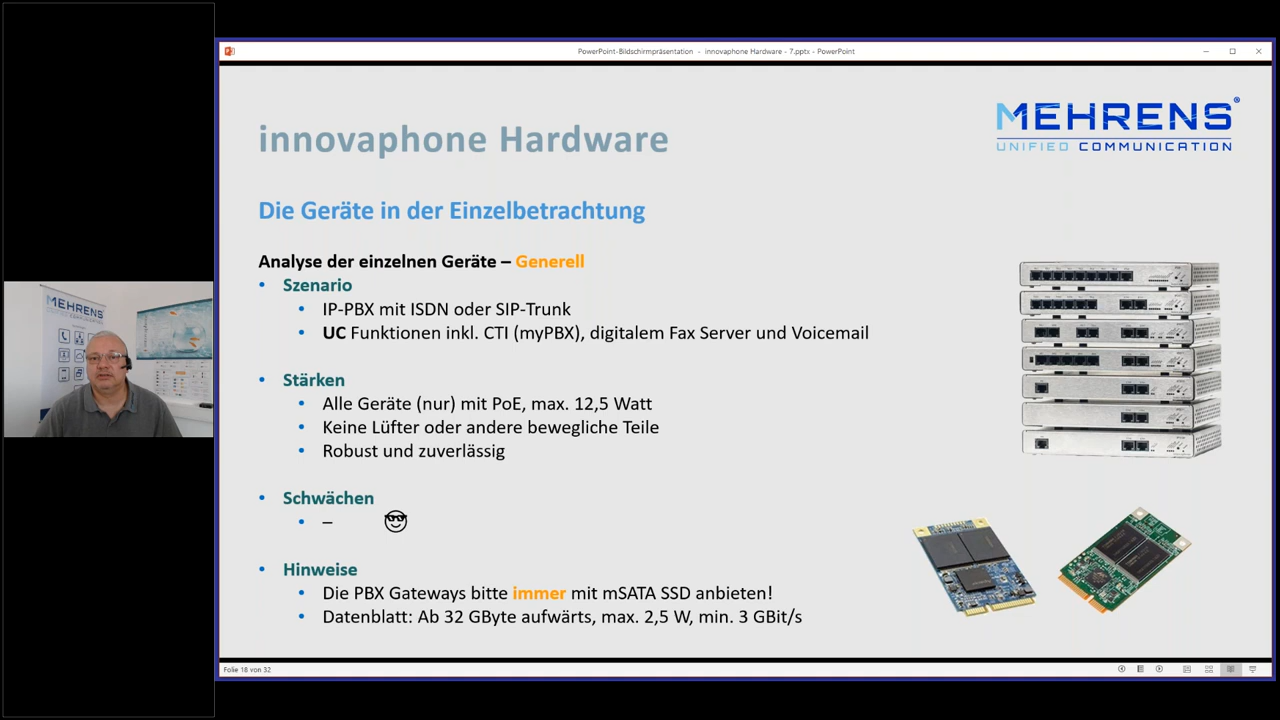 PowerPoint-Bildschirmpräsentation - innovaphone Hardware - 7.pptx - PowerPoint
MEHRENS®
UNIFIED COMMUNICATION
innovaphone Hardware
Die Geräte in der Einzelbetrachtung
Analyse der einzelnen Geräte – Generell
• Szenario
• IP-PBX mit ISDN oder SIP-Trunk
• UC Funktionen inkl. CTI (myPBX), digitalem Fax Server und Voicemail
• Stärken
• Alle Geräte (nur) mit PoE, max. 12,5 Watt
• Keine Lüfter oder andere bewegliche Teile
• Robust und zuverlässig
• Schwächen
• – 😎
• Hinweise
• Die PBX Gateways bitte immer mit mSATA SSD anbieten!
• Datenblatt: Ab 32 GByte aufwärts, max. 2,5 W, min. 3 GBit/s
Folie 18 von 32
MEHRENS